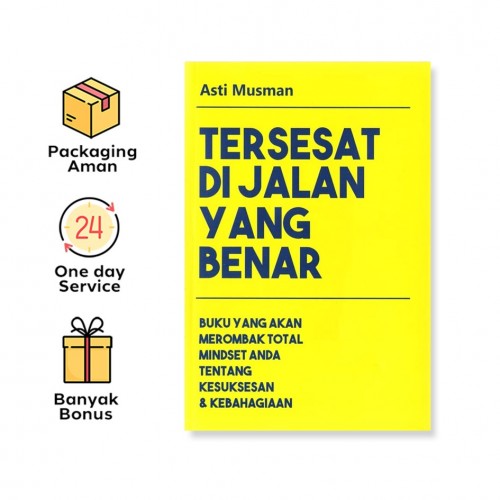 Packaging
Aman
24
One day
Service
Banyak
Bonus
Asti Musman
TERSESAT
DI JALAN
YANG
BENAR
BUKU YANG AKAN
MEROMBAK TOTAL
MINDSET ANDA
TENTANG
KESUKSESAN
& KEBAHAGIAAN